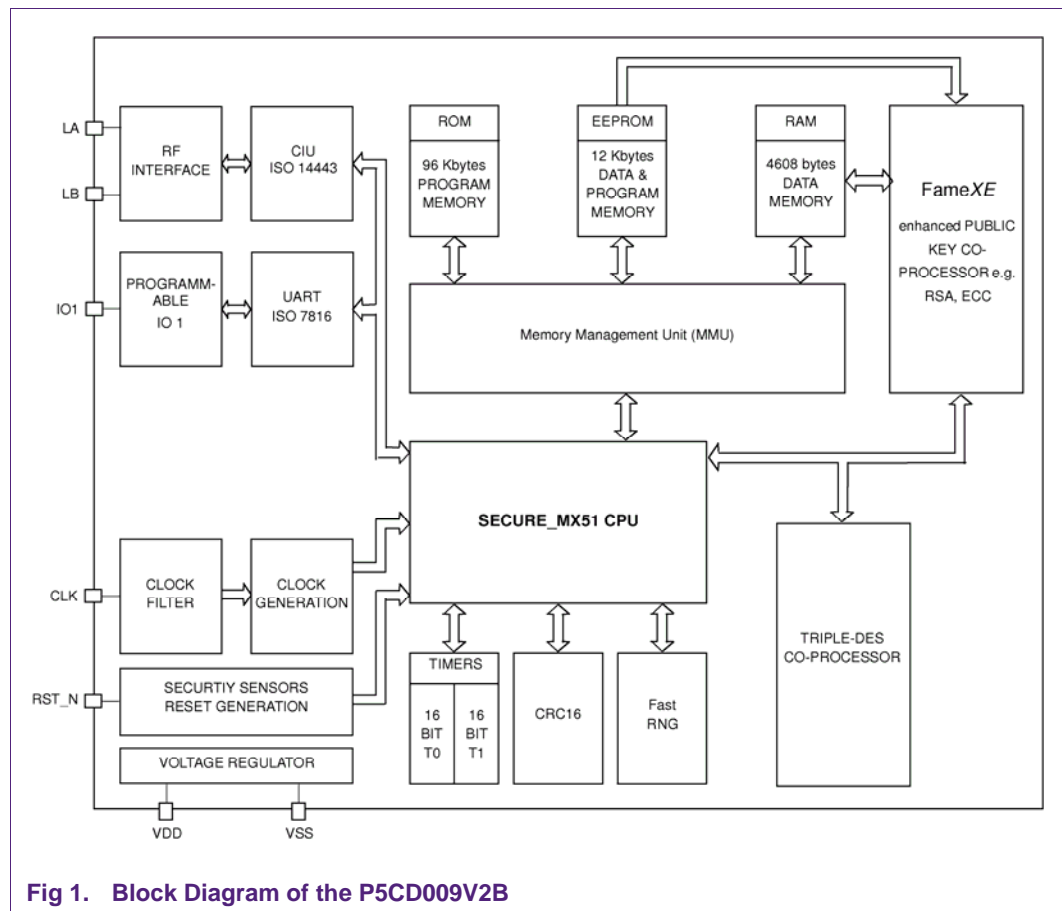 LA
LB
RF
INTERFACE
CIU
ISO 14443
ROM
96 Kbytes
PROGRAM
MEMORY
EEPROM
12 Kbytes
DATA &
PROGRAM
MEMORY
RAM
4608 bytes
DATA
MEMORY
FameXE
enhanced PUBLIC
KEY CO-
PROCESSOR e.g.
RSA, ECC
IO1
PROGRAMM-
ABLE
IO 1
UART
ISO 7816
Memory Management Unit (MMU)
SECURE_MX51 CPU
CLK
CLOCK
FILTER
CLOCK
GENERATION
RST_N
SECURTIY SENSORS
RESET GENERATION
VOLTAGE REGULATOR
VDD
VSS
TIMERS
16
BIT
T0
16
BIT
T1
CRC16
Fast
RNG
TRIPLE-DES
CO-PROCESSOR
Fig 1. Block Diagram of the P5CD009V2B